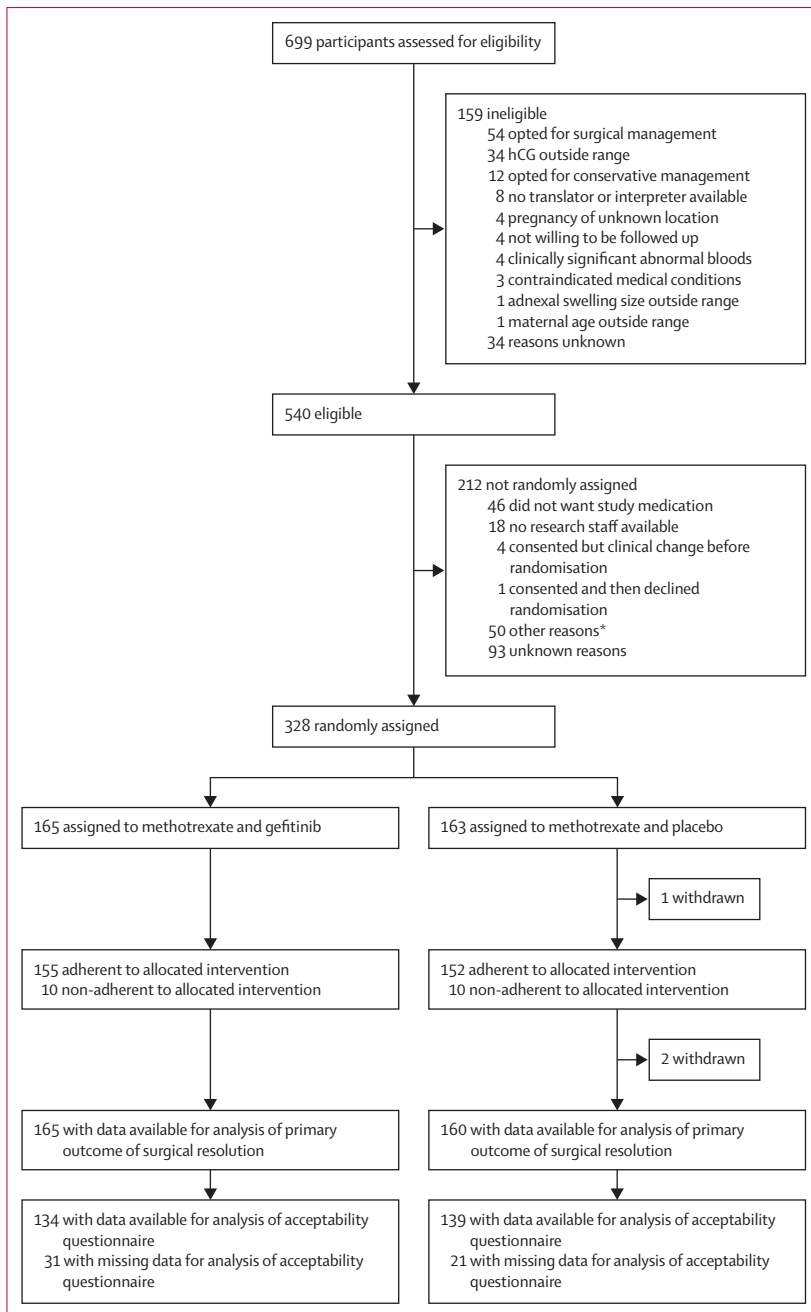 699 participants assessed for eligibility
159 ineligible
54 opted for surgical management
34 hCG outside range
12 opted for conservative management
8 no translator or interpreter available
4 pregnancy of unknown location
4 not willing to be followed up
4 clinically significant abnormal bloods
3 contraindicated medical conditions
1 adnexal swelling size outside range
1 maternal age outside range
34 reasons unknown
540 eligible
212 not randomly assigned
46 did not want study medication
18 no research staff available
4 consented but clinical change before
randomisation
1 consented and then declined
randomisation
50 other reasons*
93 unknown reasons
328 randomly assigned
165 assigned to methotrexate and gefitinib
163 assigned to methotrexate and placebo
1 withdrawn
155 adherent to allocated intervention
10 non-adherent to allocated intervention
152 adherent to allocated intervention
10 non-adherent to allocated intervention
2 withdrawn
165 with data available for analysis of primary
outcome of surgical resolution
160 with data available for analysis of primary
outcome of surgical resolution
134 with data available for analysis of acceptability
questionnaire
31 with missing data for analysis of acceptability
questionnaire
139 with data available for analysis of acceptability
questionnaire
21 with missing data for analysis of acceptability
questionnaire